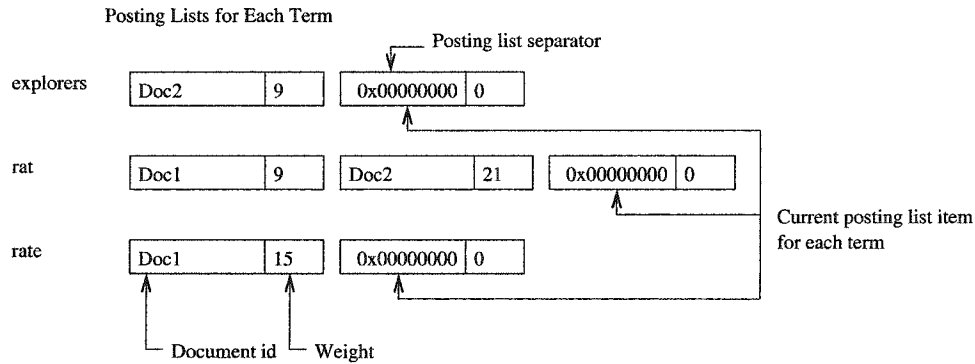 Posting Lists for Each Term
Posting list separator
explorers Doc2 9 0x00000000 0
rat Doc1 9 Doc2 21 0x00000000 0
Current posting list item
for each term
rate Doc1 15 0x00000000 0
Document id Weight